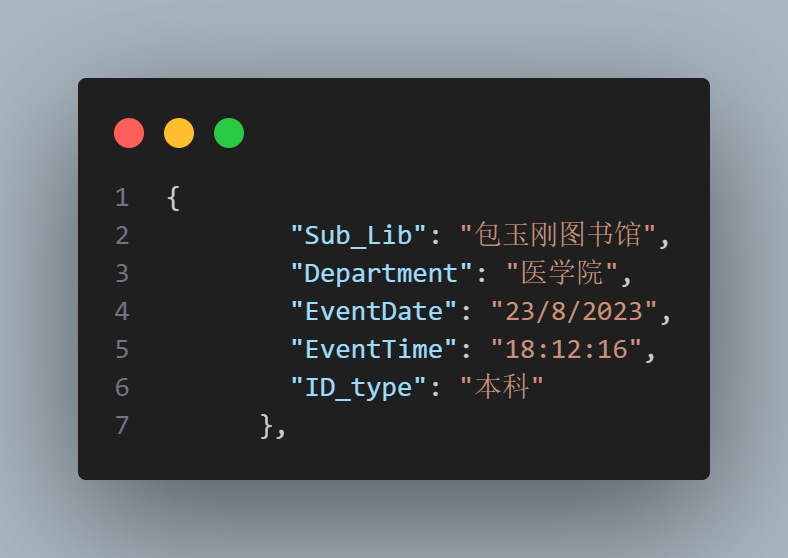 1 {
2 "Sub_Lib": "包玉刚图书馆",
3 "Department": "医学院",
4 "EventDate": "23/8/2023",
5 "EventTime": "18:12:16",
6 "ID_type": "本科"
7 },